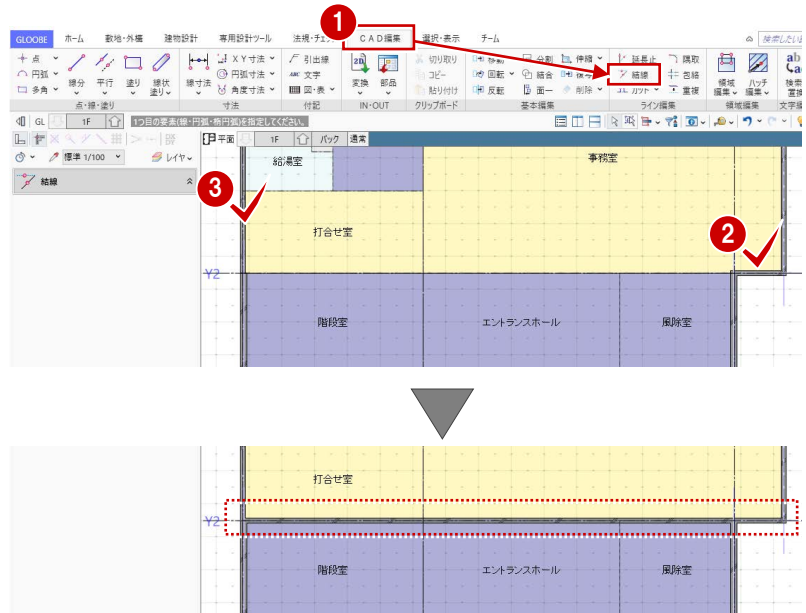 1
GLOOBE ホーム 敷地・外構 建物設計 専用設計ツール 法規・チェ CAD編集 選択・表示 チーム 検索したい
点 円弧 多角 線分 平行 塗り 線状塗り
線寸法 XY寸法 円弧寸法 角度寸法
引出線 ABC 文字 図・表
2D 変換 部品
切り取り コピー 貼り付け
移動 回転 反転 分割 結合 面一 伸縮 複写 削除
延長止 結線 隅取 包絡 重複
領域編集 ハッチ編集 ab 検索
点・線・塗り 寸法 付記 IN・OUT クリップボード 基本編集 ライン編集 領域編集 文字編
GL 1F 1つ目の要素(線・円弧・楕円弧)を指定してください。
平面 1F パック 通常
標準 1/100 レイヤ
結線
給湯室
事務室
3
打合せ室
2
Y2
階段室 エントランスホール 風除室
打合せ室
Y2
階段室 エントランスホール 風除室